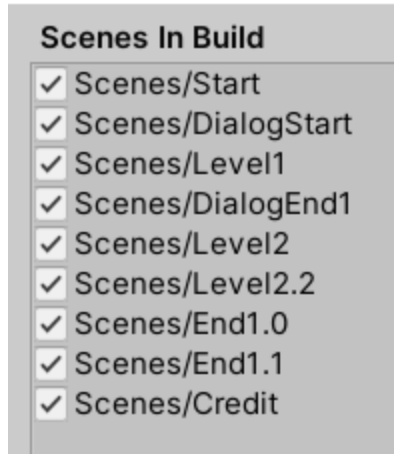 Scenes In Build
Scenes/Start
Scenes/DialogStart
Scenes/Level1
Scenes/DialogEnd1
Scenes/Level2
Scenes/Level2.2
Scenes/End1.0
Scenes/End1.1
Scenes/Credit